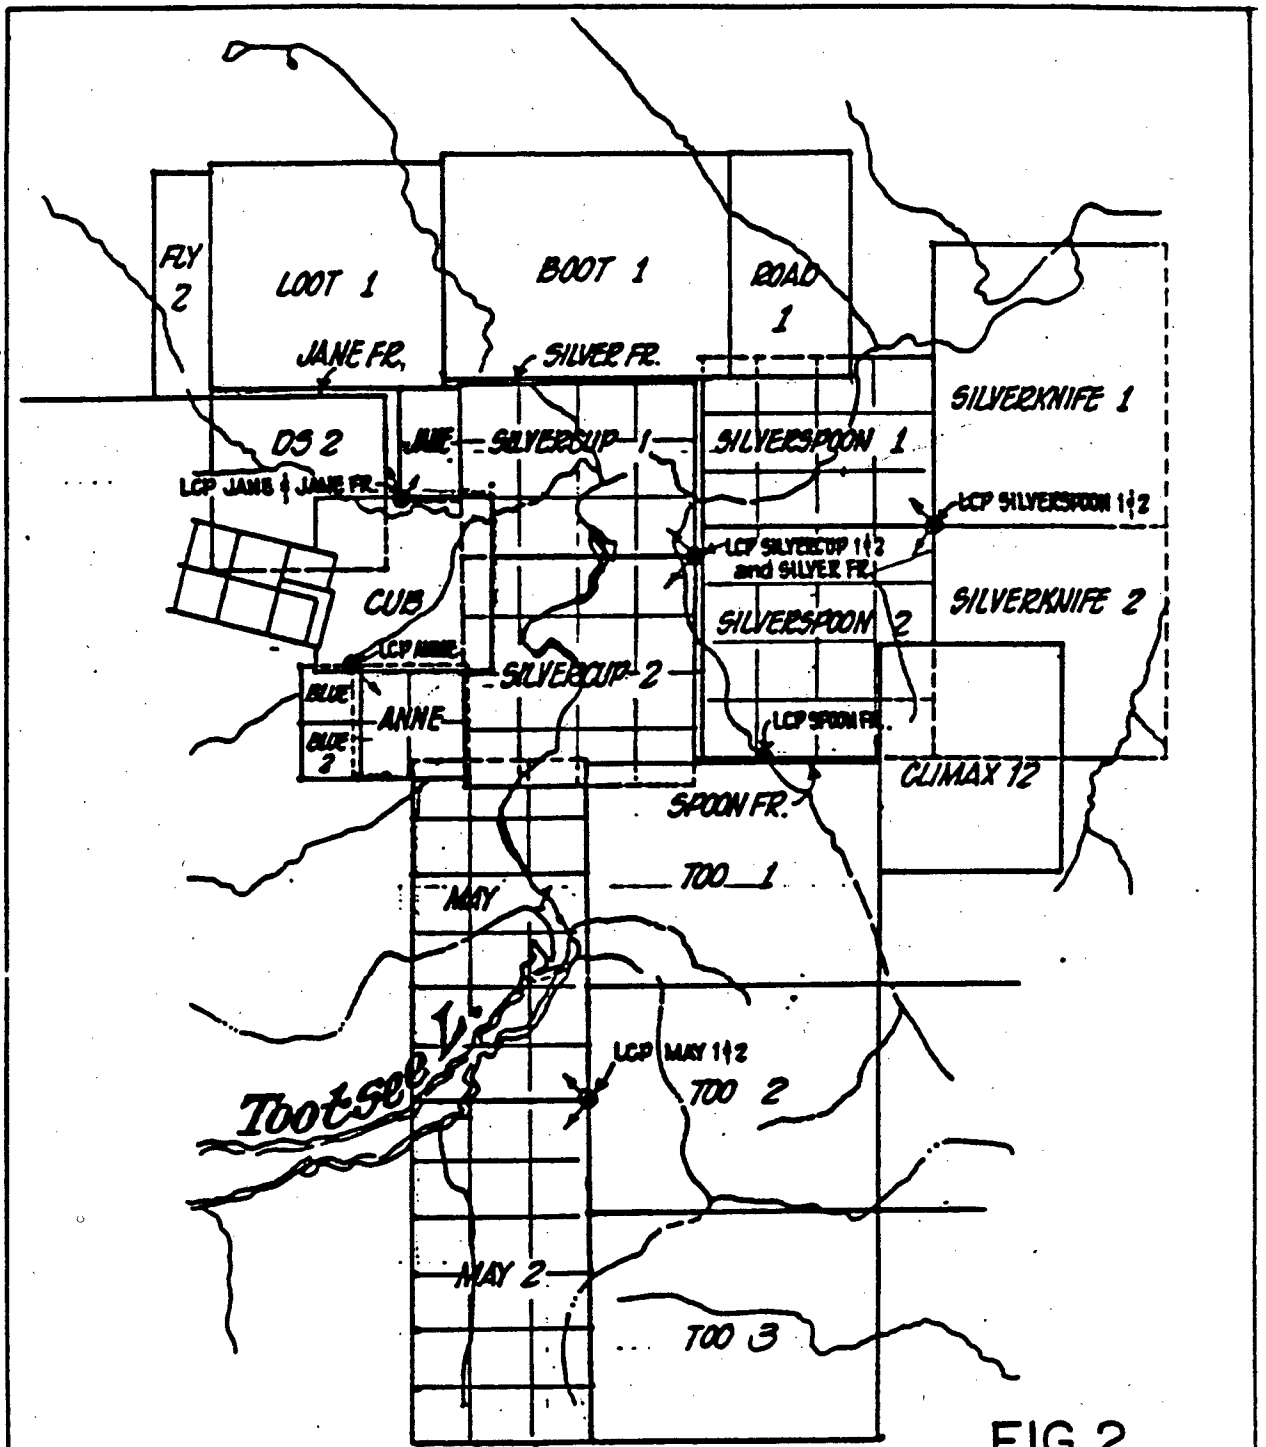 FLY
2
LOOT 1
BOOT 1
ROAD
1
JANE FR.
SILVER FR.
SILVERKNIFE 1
DS 2
JANE
SILVERCUP 1
SILVERSPOON 1
LCP JANE & JANE FR.
LCP SILVERSPOON 1&2
LCP SILVERCUP 1&2
and SILVER FR.
CUB
SILVERKNIFE 2
SILVERSPOON 2
LCP ANNE
SILVERCUP 2
BLUE
ANNE
LCP SPOON FR.
BLUE
2
CLIMAX 12
SPOON FR.
TOO 1
MAY
LCP MAY 1&2
Tootsee L.
TOO 2
MAY 2
TOO 3
FIG 2